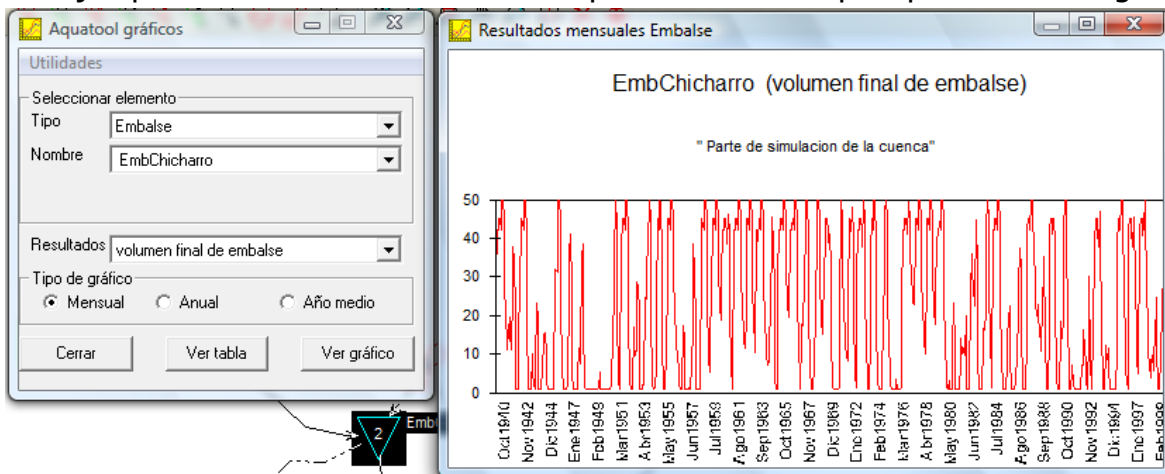 Aquatool gráficos
Utilidades
Seleccionar elemento
Tipo
Embalse
Nombre
EmbChicharro
Resultados
volumen final de embalse
Tipo de gráfico
Mensual
Anual
Año medio
Cerrar
Ver tabla
Ver gráfico
2
Resultados mensuales Embalse
EmbChicharro (volumen final de embalse)
" Parte de simulacion de la cuenca"
50
40
30
20
10
0
Oct1940
Nov1942
Dic1944
Ene1947
Feb1949
Mar1951
Abr1953
May1955
Jun1957
Jul1959
Ago1961
Sep1963
Oct1965
Nov1967
Dic1969
Ene1972
Feb1974
Mar1976
Abr1978
May1980
Jun1982
Jul1984
Ago1986
Sep1988
Oct1990
Nov1992
Dic1994
Ene1997